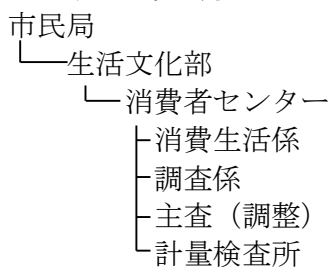 市民局
生活文化部
消費者センター
消費生活係
調査係
主査（調整）
計量検査所